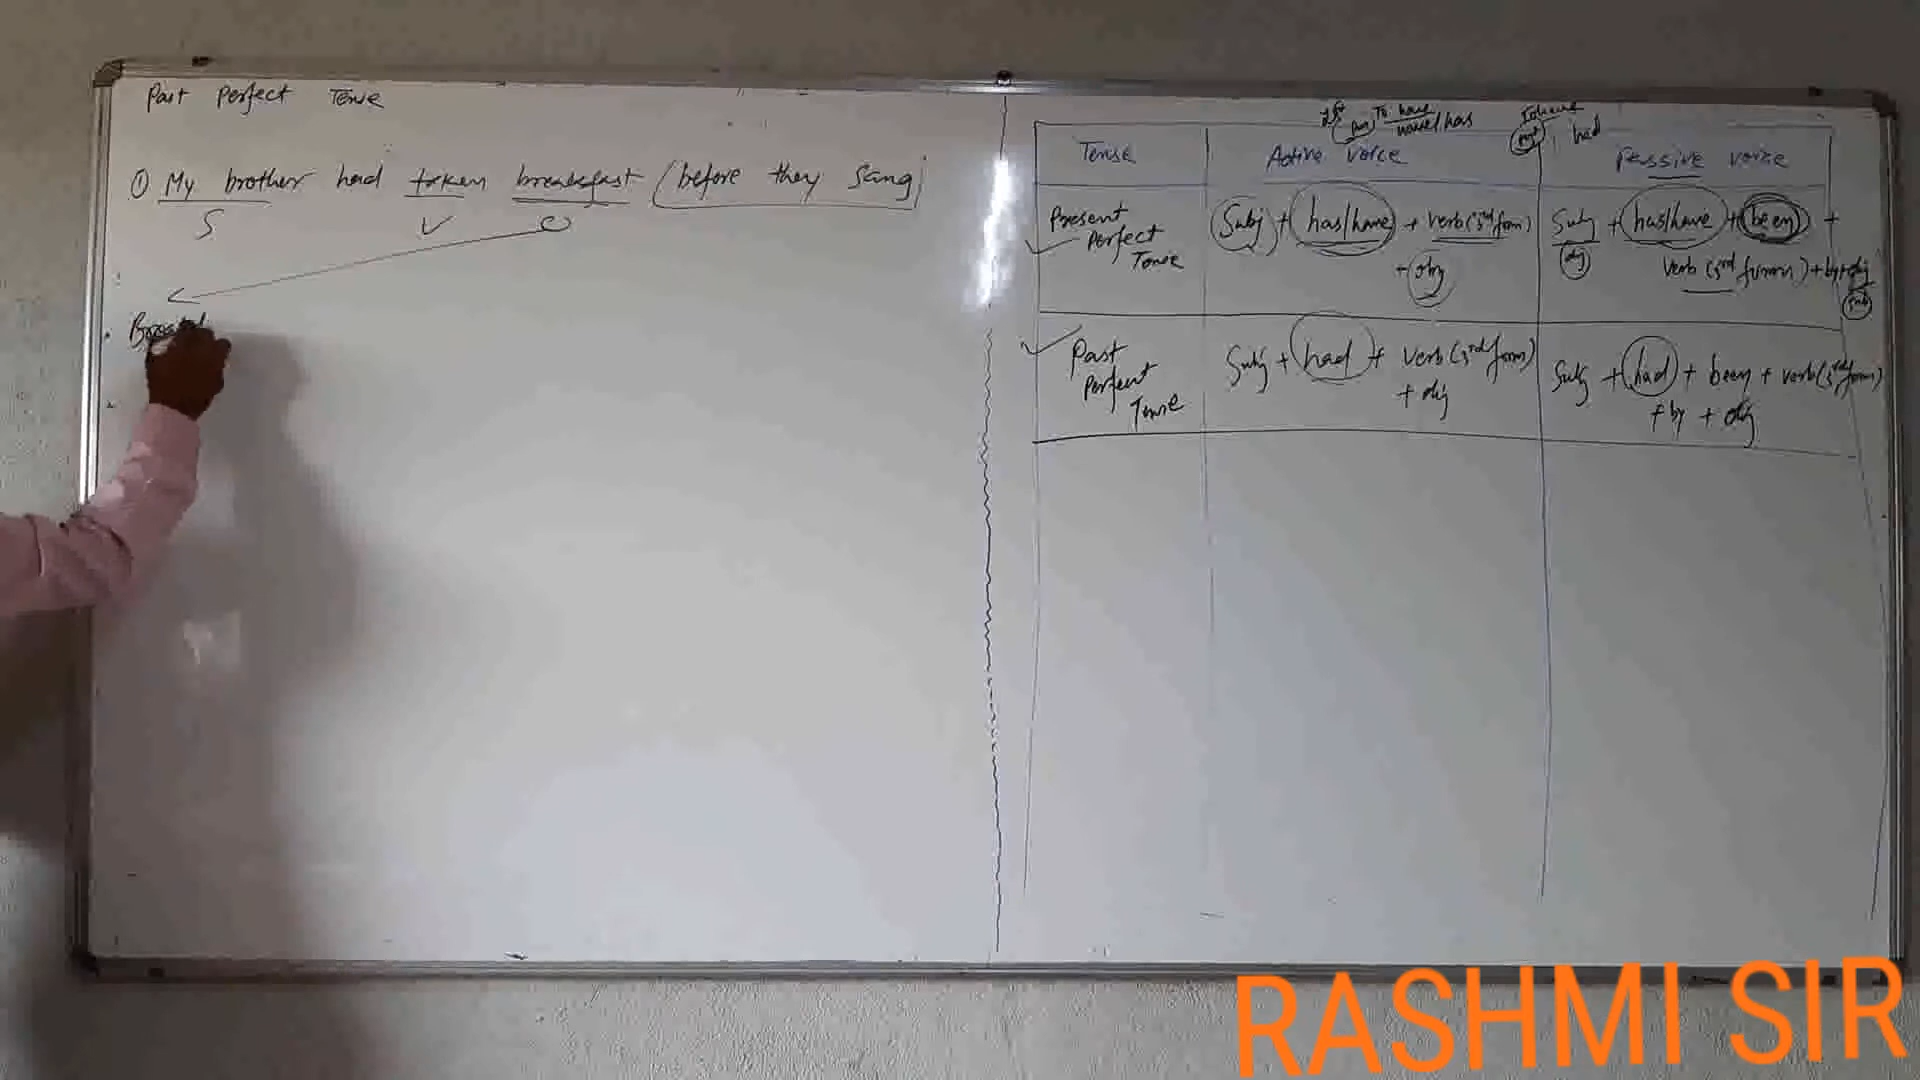 Past Perfect Tense
① My brother had taken breakfast (before they sang)
S V O
To have
have/has
had
Tense Active voice Passive voice
Present Perfect Tense
Subj + has/have + verb (3rd form)
+ obj
Subj + has/have + been +
obj verb (3rd form) + by + obj
sub
Past Perfect Tense
Subj + had + verb (3rd form)
+ obj
Subj + had + been + verb (3rd form)
+ by + obj
RASHMI SIR